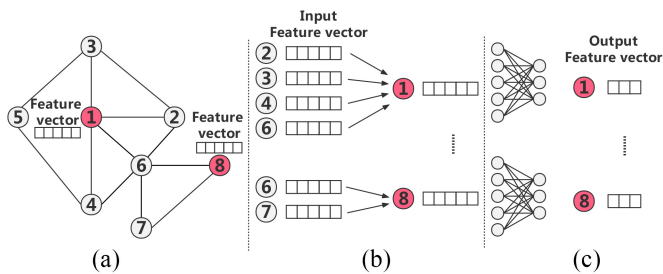 3
Feature
vector
5
1
2
Feature
vector
6
8
4
7
(a)
Input
Feature vector
2
3
4
6
1
6
7
8
(b)
Output
Feature vector
1
8
(c)